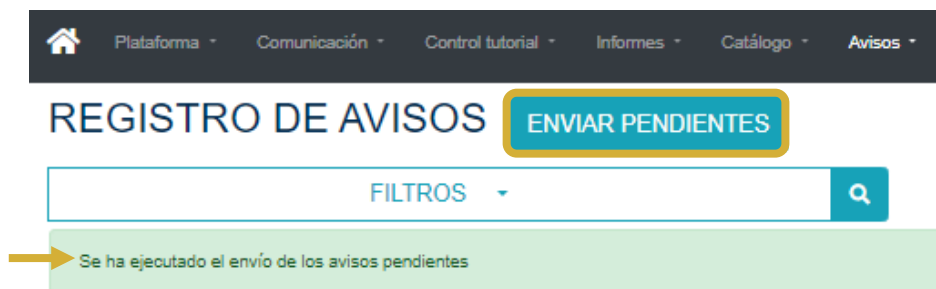 Plataforma Comunicación Control tutorial Informes Catálogo Avisos
REGISTRO DE AVISOS ENVIAR PENDIENTES
FILTROS
Se ha ejecutado el envío de los avisos pendientes